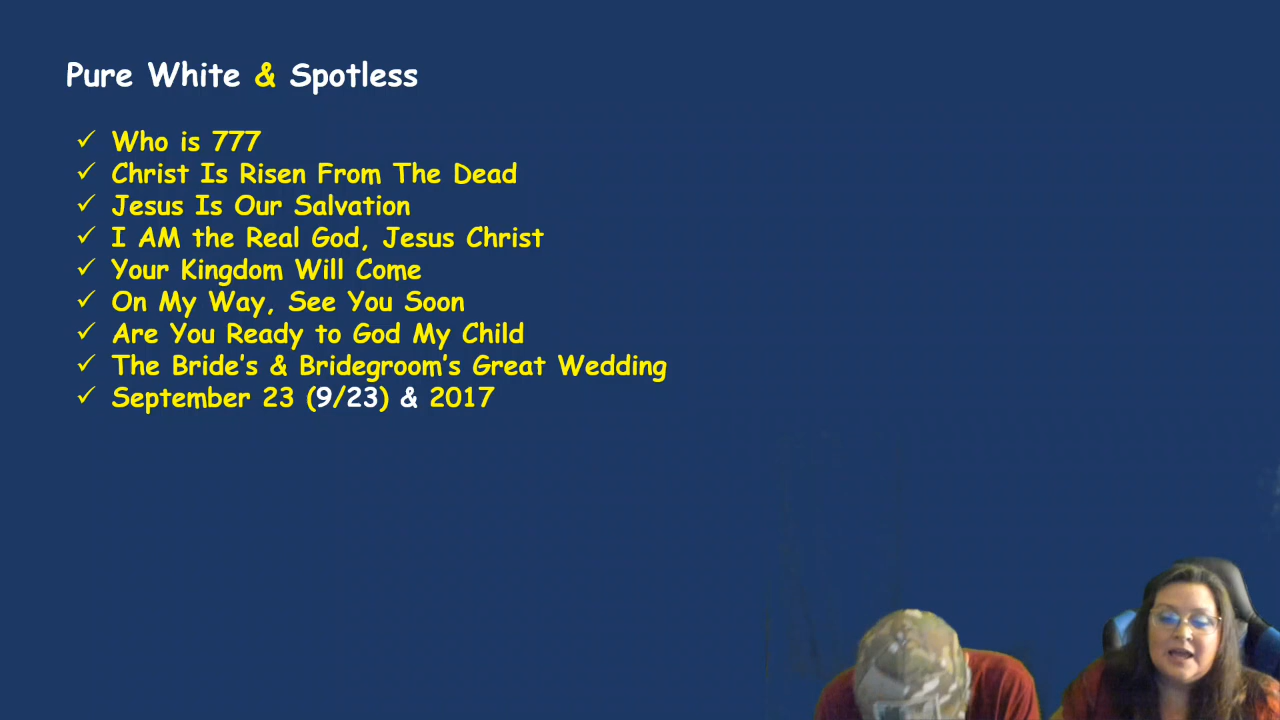 Pure White & Spotless
✓ Who is 777
✓ Christ Is Risen From The Dead
✓ Jesus Is Our Salvation
✓ I AM the Real God, Jesus Christ
✓ Your Kingdom Will Come
✓ On My Way, See You Soon
✓ Are You Ready to God My Child
✓ The Bride's & Bridegroom's Great Wedding
✓ September 23 (9/23) & 2017